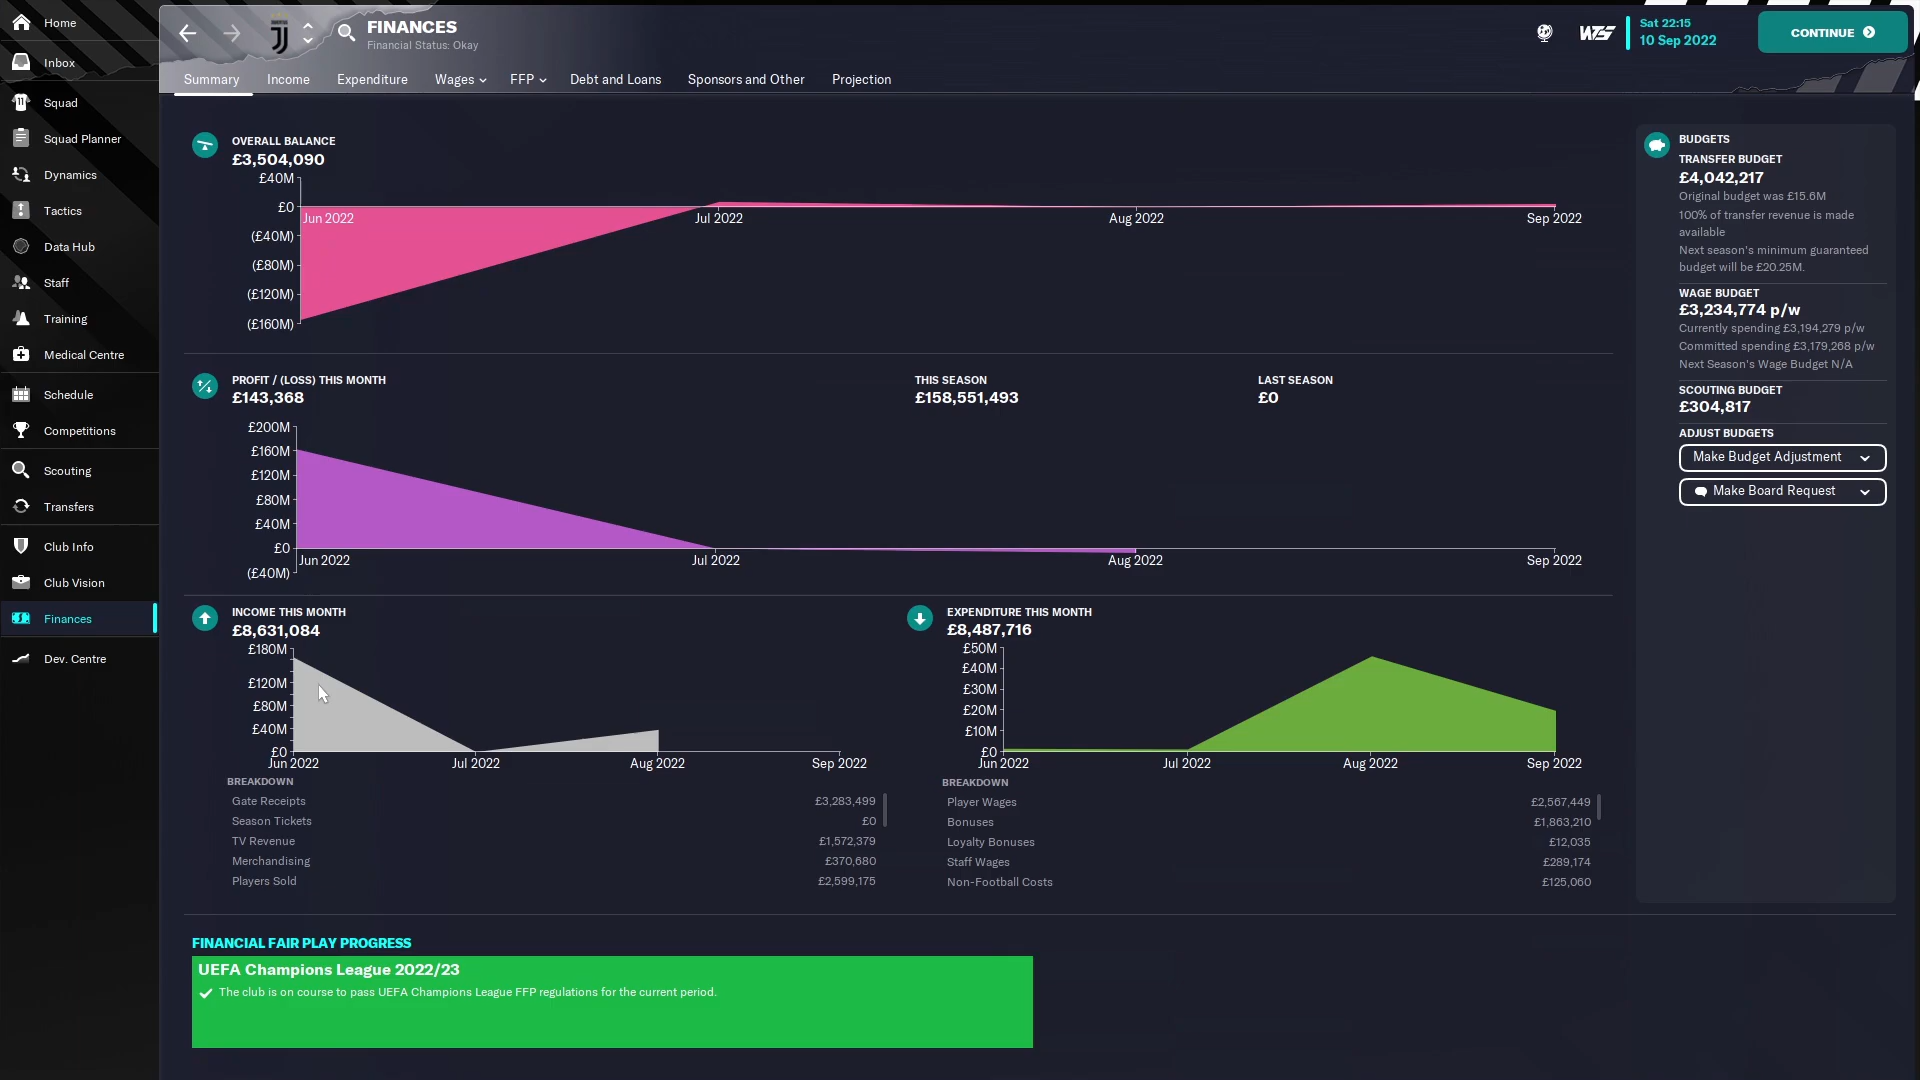 Home
Inbox
Squad
Squad Planner
Dynamics
Tactics
Data Hub
Staff
Training
Medical Centre
Schedule
Competitions
Scouting
Transfers
Club Info
Club Vision
Finances
Dev. Centre
FINANCES
Financial Status: Okay
Sat 22:15
10 Sep 2022
CONTINUE
Summary Income Expenditure Wages FFP Debt and Loans Sponsors and Other Projection
OVERALL BALANCE
£3,504,090
£40M
£0
(£40M)
(£80M)
(£120M)
(£160M)
Jun 2022 Jul 2022 Aug 2022 Sep 2022
PROFIT / (LOSS) THIS MONTH
£143,368
THIS SEASON
£158,551,493
LAST SEASON
£0
£200M
£160M
£120M
£80M
£40M
£0
(£40M)
Jun 2022 Jul 2022 Aug 2022 Sep 2022
INCOME THIS MONTH
£8,631,084
£180M
£120M
£80M
£40M
£0
Jun 2022 Jul 2022 Aug 2022 Sep 2022
BREAKDOWN
Gate Receipts £3,283,499
Season Tickets £0
TV Revenue £1,572,379
Merchandising £370,680
Players Sold £2,599,175
EXPENDITURE THIS MONTH
£8,487,716
£50M
£40M
£30M
£20M
£10M
£0
Jun 2022 Jul 2022 Aug 2022 Sep 2022
BREAKDOWN
Player Wages £2,567,449
Bonuses £1,863,210
Loyalty Bonuses £12,035
Staff Wages £289,174
Non-Football Costs £125,060
BUDGETS
TRANSFER BUDGET
£4,042,217
Original budget was £15.6M
100% of transfer revenue is made
available
Next season's minimum guaranteed
budget will be £20.25M.
WAGE BUDGET
£3,234,774 p/w
Currently spending £3,194,279 p/w
Committed spending £3,179,268 p/w
Next Season's Wage Budget N/A
SCOUTING BUDGET
£304,817
ADJUST BUDGETS
Make Budget Adjustment
Make Board Request
FINANCIAL FAIR PLAY PROGRESS
UEFA Champions League 2022/23
The club is on course to pass UEFA Champions League FFP regulations for the current period.